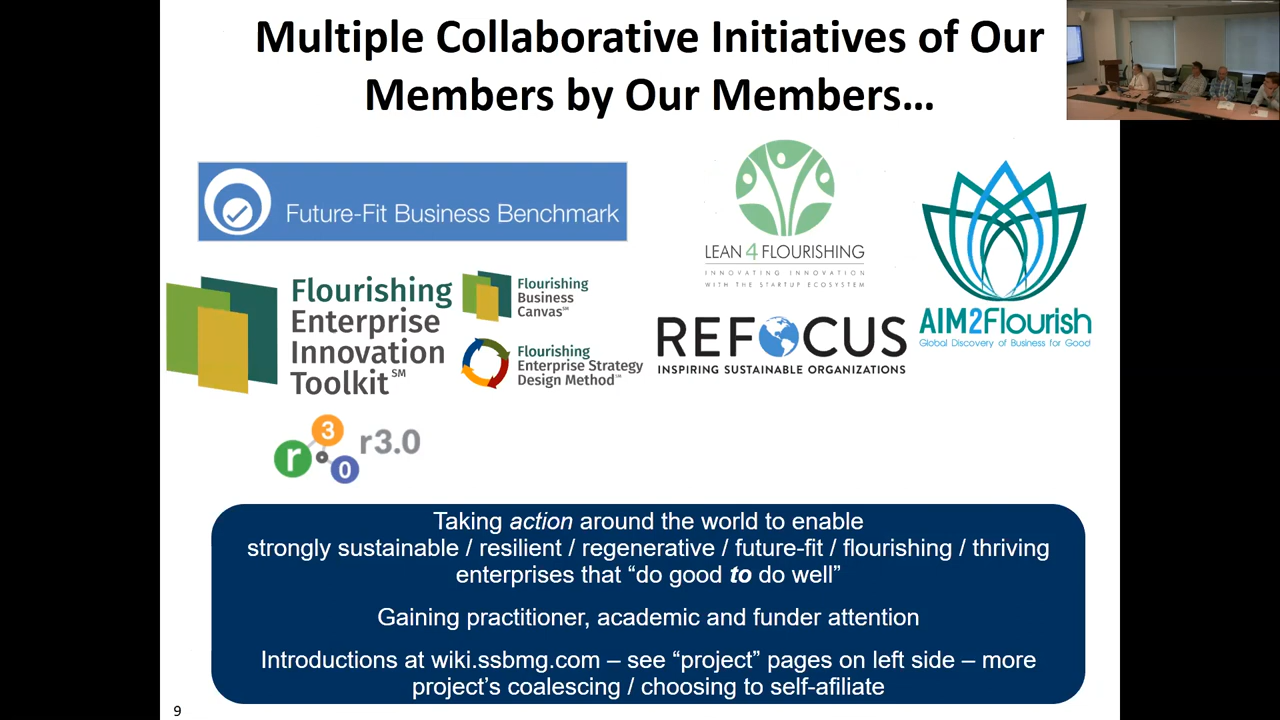 Multiple Collaborative Initiatives of Our
Members by Our Members…
Future-Fit Business Benchmark
LEAN 4 FLOURISHING
INNOVATING INNOVATION
WITH THE STARTUP ECOSYSTEM
AIM2Flourish
Global Discovery of Business for Good
Flourishing
Enterprise
Innovation
Toolkit℠
Flourishing
Business
Canvas℠
Flourishing
Enterprise Strategy
Design Method℠
REFOCUS
INSPIRING SUSTAINABLE ORGANIZATIONS
r 3 0
r3.0
Taking action around the world to enable
strongly sustainable / resilient / regenerative / future-fit / flourishing / thriving
enterprises that “do good to do well”
Gaining practitioner, academic and funder attention
Introductions at wiki.ssbmg.com – see “project” pages on left side – more
project’s coalescing / choosing to self-afiliate
9